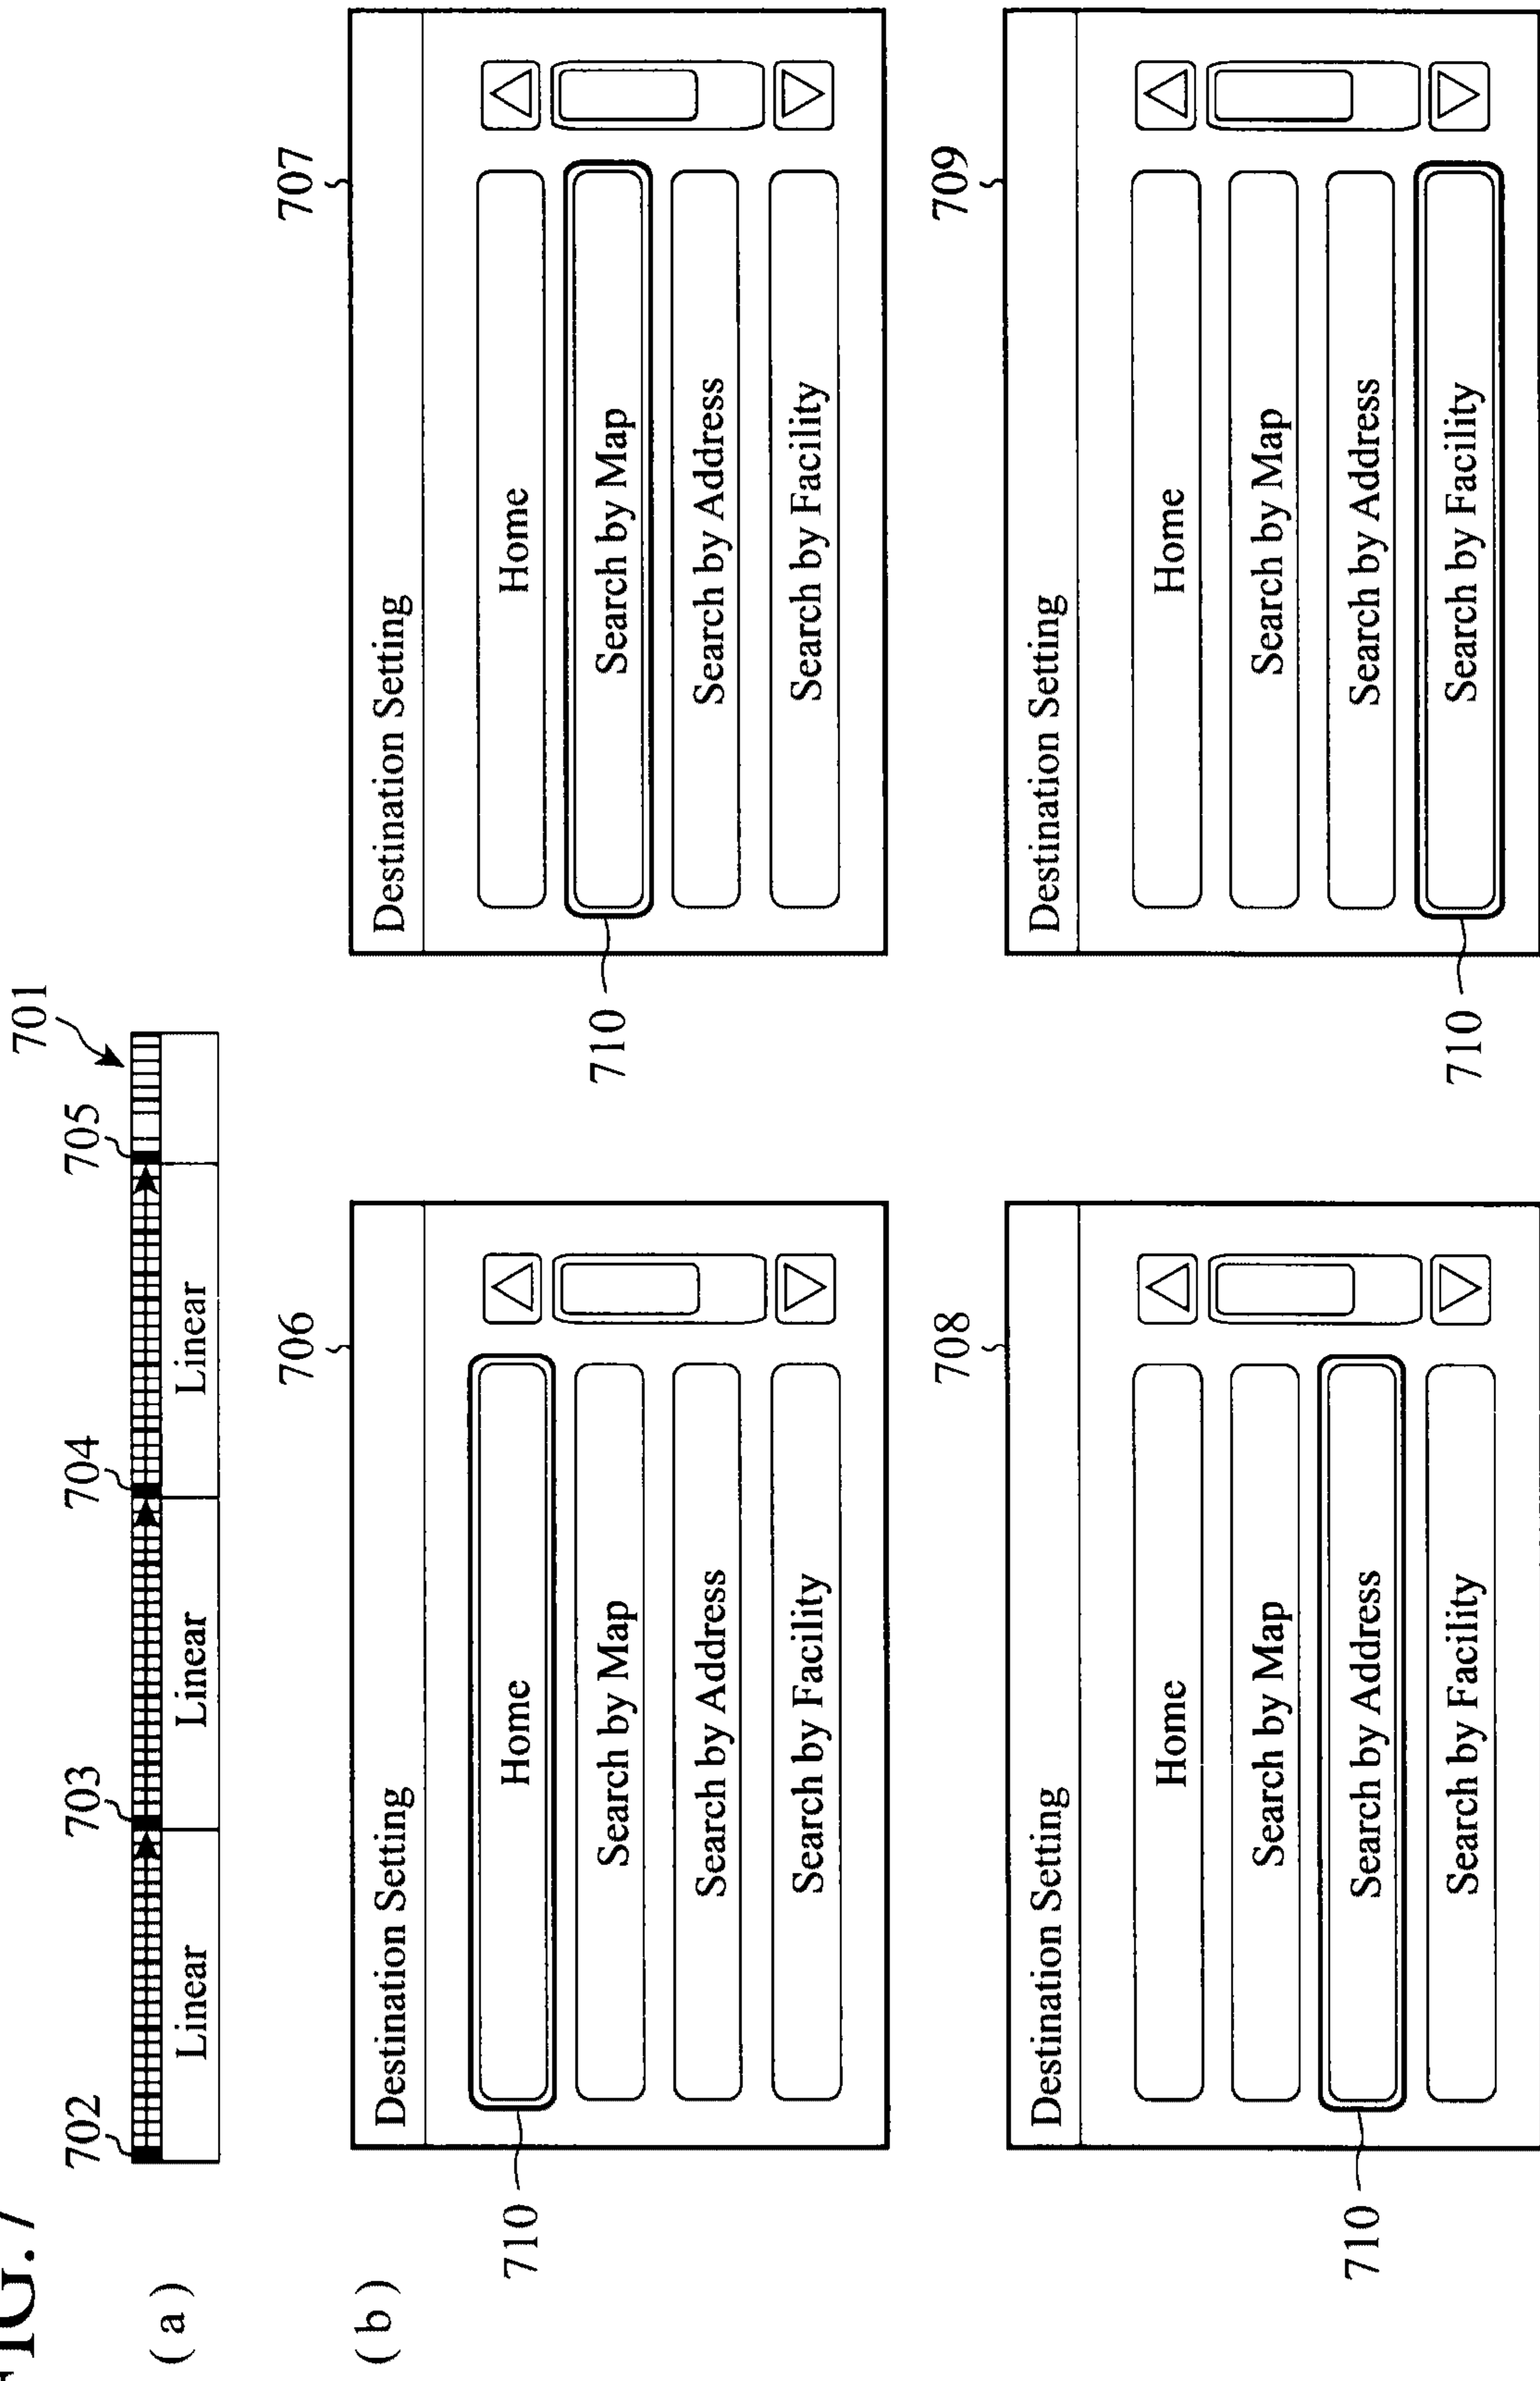 FIG. 7
( a )
701
702
703
704
705
Linear
Linear
Linear
( b )
706
Destination Setting
Home
Search by Map
Search by Address
Search by Facility
710
707
Destination Setting
Home
Search by Map
Search by Address
Search by Facility
710
708
Destination Setting
Home
Search by Map
Search by Address
Search by Facility
710
709
Destination Setting
Home
Search by Map
Search by Address
Search by Facility
710